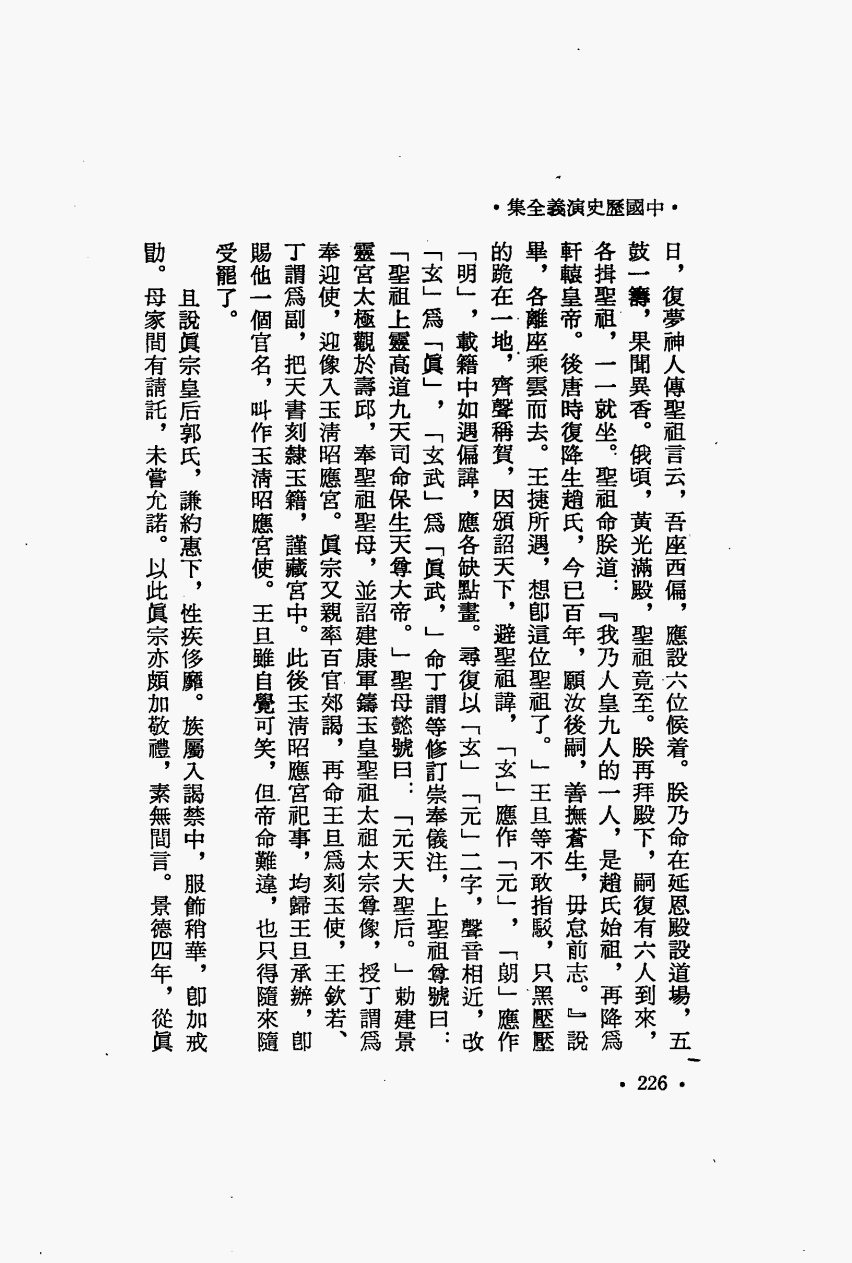 •中國歷史演義全集•
日，復夢神人傳聖祖言云，吾座西偏，應設六位候着。朕乃命在延恩殿設道場，五
鼓一籌，果聞異香。俄頃，黃光滿殿，聖祖竟至。朕再拜殿下，嗣復有六人到來，
各揖聖祖，一一就坐。聖祖命朕道：『我乃人皇九人的一人，是趙氏始祖，再降爲
軒轅皇帝。後唐時復降生趙氏，今已百年，願汝後嗣，善撫蒼生，毋怠前志。』說
畢，各離座乘雲而去。王捷所遇，想卽這位聖祖了。」王旦等不敢指駁，只黑壓壓
的跪在一地，齊聲稱賀，因頒詔天下，避聖祖諱，「玄」應作「元」，「朗」應作
「明」，載籍中如遇偏諱，應各缺點畫。尋復以「玄」「元」二字，聲音相近，改
「玄」爲「眞」，「玄武」爲「眞武，」命丁謂等修訂崇奉儀注，上聖祖尊號曰：
「聖祖上靈高道九天司命保生天尊大帝。」聖母懿號曰：「元天大聖后。」勅建景
靈宮太極觀於壽邱，奉聖祖聖母，並詔建康軍鑄玉皇聖祖太祖太宗尊像，授丁謂爲
奉迎使，迎像入玉清昭應宮。眞宗又親率百官郊謁，再命王旦爲刻玉使，王欽若、
丁謂爲副，把天書刻隸玉籍，謹藏宮中。此後玉清昭應宮祀事，均歸王旦承辦，卽
賜他一個官名，叫作玉清昭應宮使。王旦雖自覺可笑，但帝命難違，也只得隨來隨
受罷了。
且說眞宗皇后郭氏，謙約惠下，性疾侈靡。族屬入謁禁中，服飾稍華，卽加戒
勖。母家間有請託，未嘗允諾。以此眞宗亦頗加敬禮，素無間言。景德四年，從眞
•226•